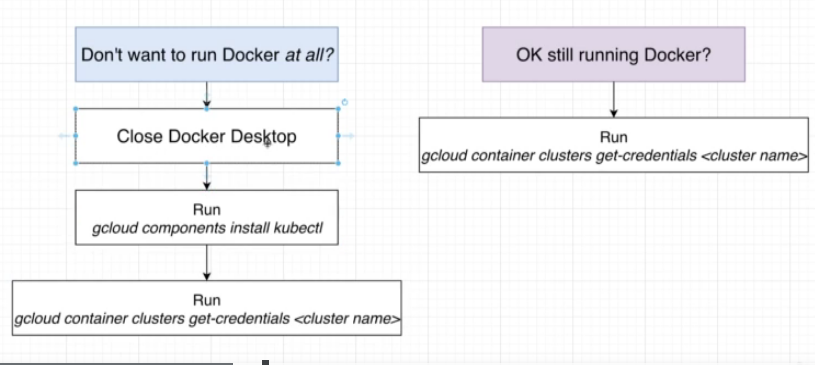 Don't want to run Docker at all?
Close Docker Desktop
Run
gcloud components install kubectl
Run
gcloud container clusters get-credentials <cluster name>
OK still running Docker?
Run
gcloud container clusters get-credentials <cluster name>